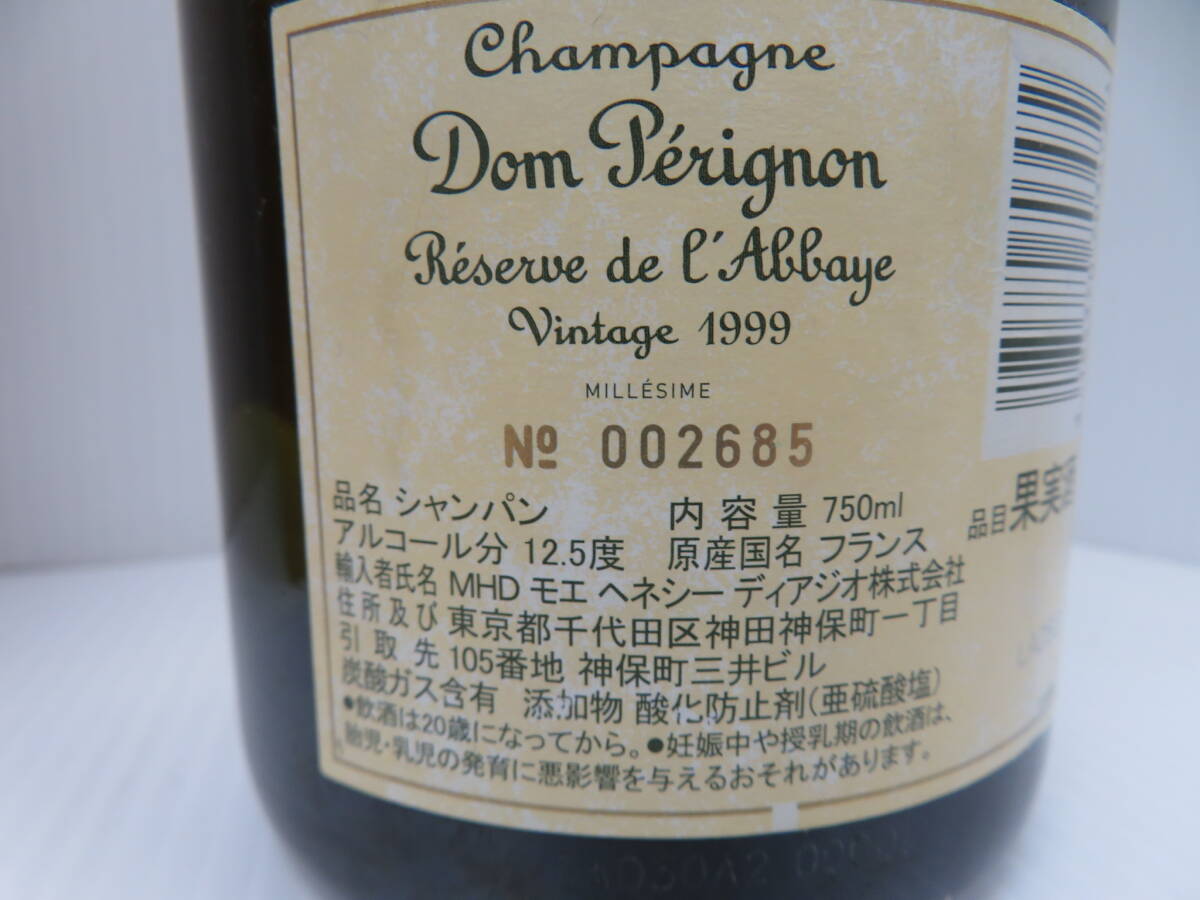 Champagne
Dom Pérignon
Réserve de l'Abbaye
Vintage 1999
MILLÉSIME
No 002685
品名 シャンパン 内容量 750ml
アルコール分 12.5度 原産国名 フランス
輸入者氏名 MHD モエ ヘネシー ディアジオ株式会社
住所及び 東京都千代田区神田神保町一丁目
引取先 105番地 神保町三井ビル
炭酸ガス含有 添加物 酸化防止剤(亜硫酸塩)
●飲酒は20歳になってから。●妊娠中や授乳期の飲酒は、
胎児・乳児の発育に悪影響を与えるおそれがあります。
品目 果実酒